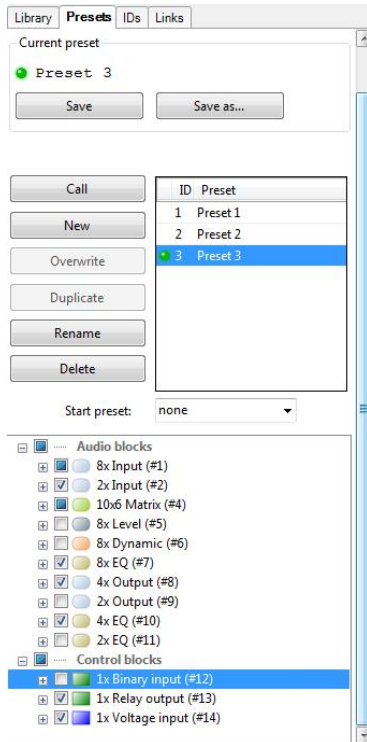 Library Presets IDs Links
Current preset
Preset 3
Save Save as...
Call
New
Overwrite
Duplicate
Rename
Delete
ID Preset
1 Preset 1
2 Preset 2
3 Preset 3
Start preset: none
Audio blocks
8x Input (#1)
2x Input (#2)
10x6 Matrix (#4)
8x Level (#5)
8x Dynamic (#6)
8x EQ (#7)
4x Output (#8)
2x Output (#9)
4x EQ (#10)
2x EQ (#11)
Control blocks
1x Binary input (#12)
1x Relay output (#13)
1x Voltage input (#14)